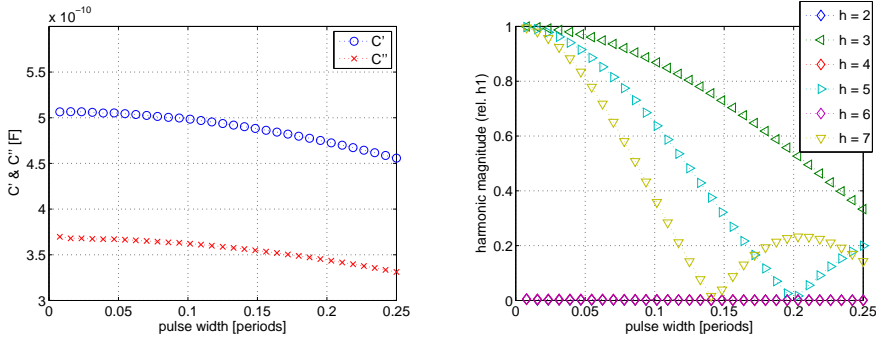 x 10^-10
C' & C'' [F]
5.5
5
4.5
4
3.5
3
0
0.05
0.1
0.15
0.2
0.25
pulse width [periods]
C'
C''
harmonic magnitude (rel. h1)
1
0.8
0.6
0.4
0.2
0
0
0.05
0.1
0.15
0.2
0.25
pulse width [periods]
h = 2
h = 3
h = 4
h = 5
h = 6
h = 7